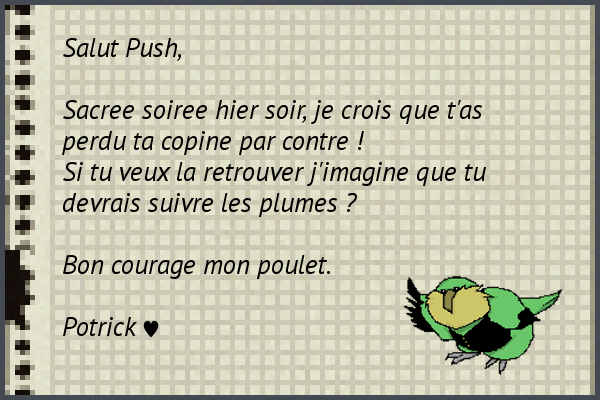 Salut Push,
Sacree soiree hier soir, je crois que t'as
perdu ta copine par contre !
Si tu veux la retrouver j'imagine que tu
devrais suivre les plumes ?
Bon courage mon poulet.
Potrick ♥